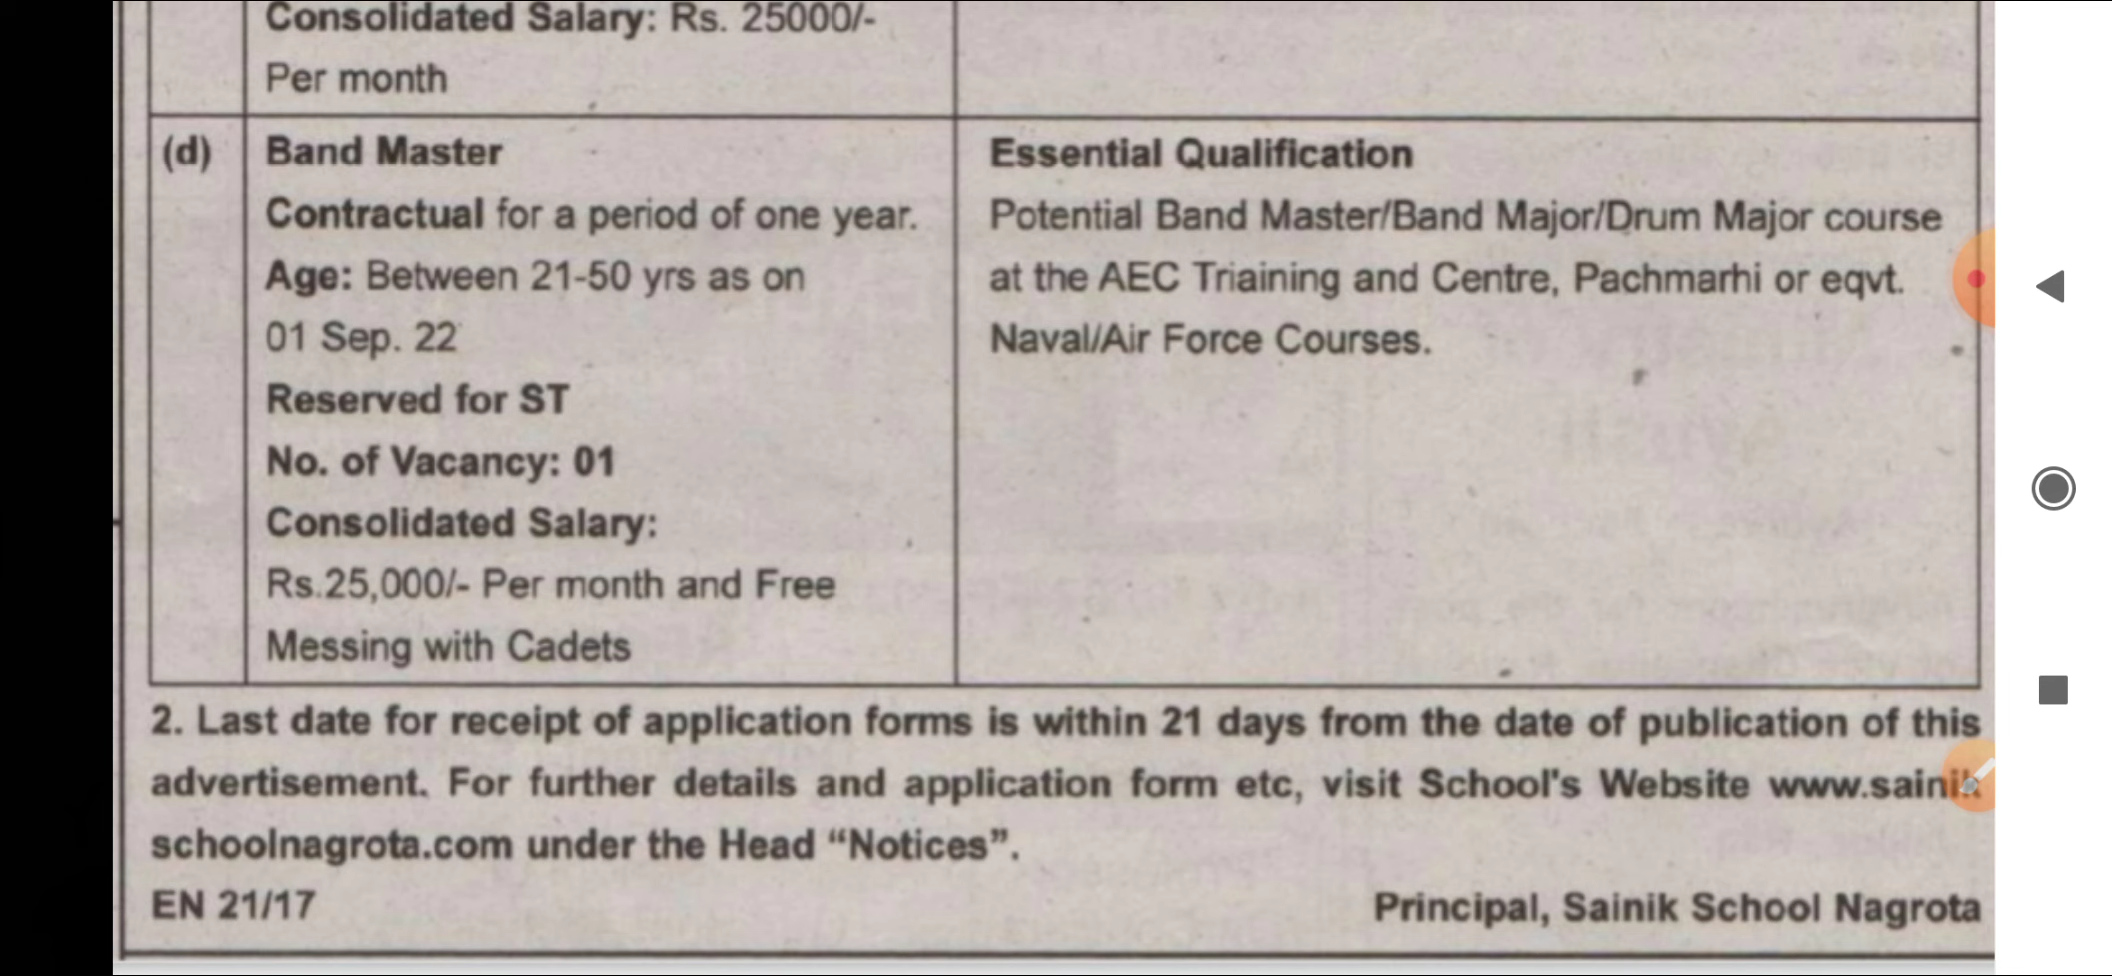 Consolidated Salary: Rs. 25000/-
Per month
(d)
Band Master
Contractual for a period of one year.
Age: Between 21-50 yrs as on
01 Sep. 22
Reserved for ST
No. of Vacancy: 01
Consolidated Salary:
Rs.25,000/- Per month and Free
Messing with Cadets
Essential Qualification
Potential Band Master/Band Major/Drum Major course
at the AEC Triaining and Centre, Pachmarhi or eqvt.
Naval/Air Force Courses.
2. Last date for receipt of application forms is within 21 days from the date of publication of this
advertisement. For further details and application form etc, visit School's Website www.sainik
schoolnagrota.com under the Head “Notices”.
EN 21/17
Principal, Sainik School Nagrota